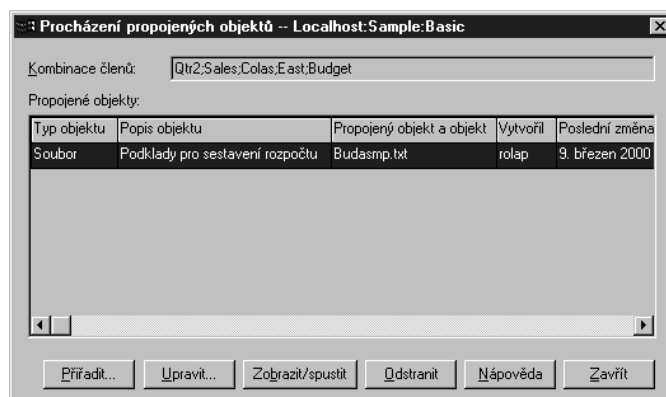 Procházení propojených objektů -- Localhost:Sample:Basic
Kombinace členů: Qtr2;Sales;Colas;East;Budget
Propojené objekty:
Typ objektu Popis objektu Propojený objekt a objekt Vytvořil Poslední změna
Soubor Podklady pro sestavení rozpočtu Budasmp.txt rolap 9. březen 2000
Přiřadit... Upravit... Zobrazit/spustit Odstranit Nápověda Zavřít